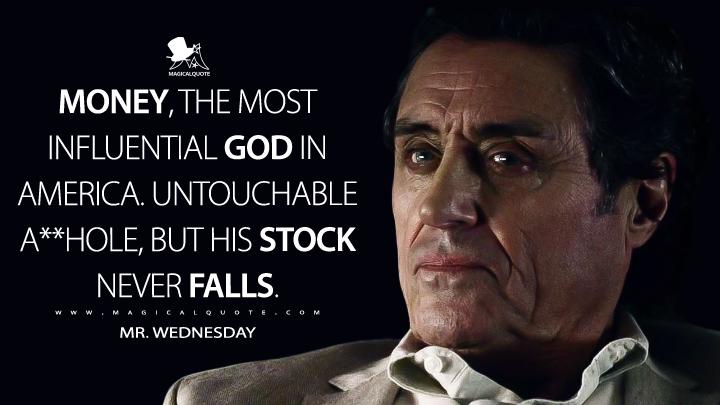 MAGICALQUOTE
MONEY, THE MOST
INFLUENTIAL GOD IN
AMERICA. UNTOUCHABLE
A**HOLE, BUT HIS STOCK
NEVER FALLS.
WWW.MAGICALQUOTE.COM
MR. WEDNESDAY